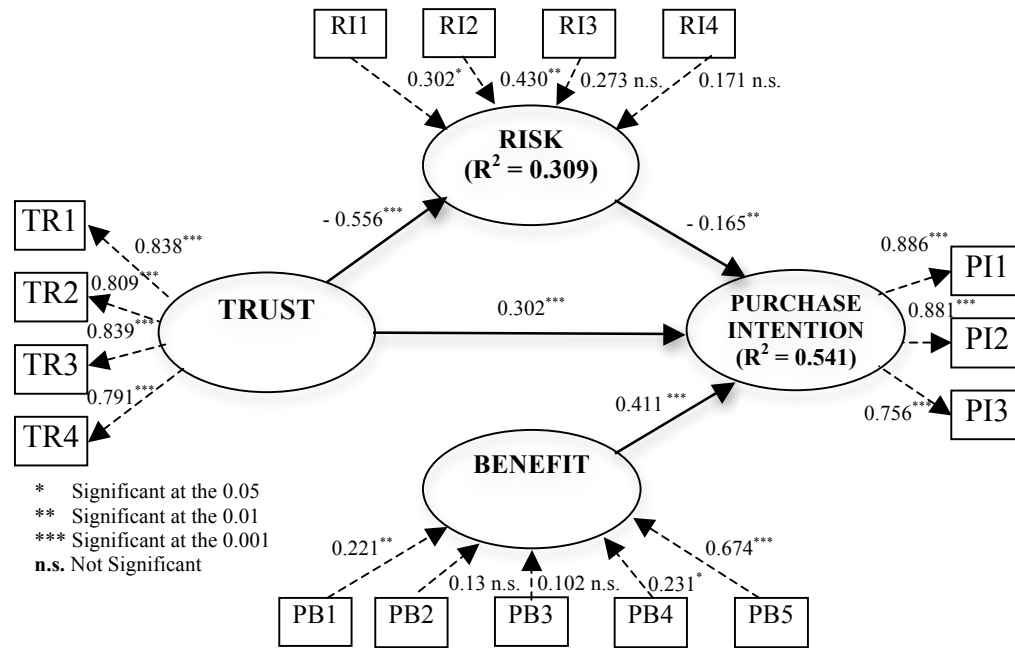 RI1
RI2
RI3
RI4
0.302*
0.430**
0.273 n.s.
0.171 n.s.
RISK
(R² = 0.309)
TR1
TR2
TR3
TR4
0.838***
0.809***
0.839***
0.791***
- 0.556***
- 0.165**
TRUST
0.302***
PURCHASE
INTENTION
(R² = 0.541)
0.886***
0.881***
0.756***
PI1
PI2
PI3
0.411 ***
BENEFIT
* Significant at the 0.05
** Significant at the 0.01
*** Significant at the 0.001
n.s. Not Significant
0.221**
0.13 n.s.
0.102 n.s.
0.231*
0.674***
PB1
PB2
PB3
PB4
PB5